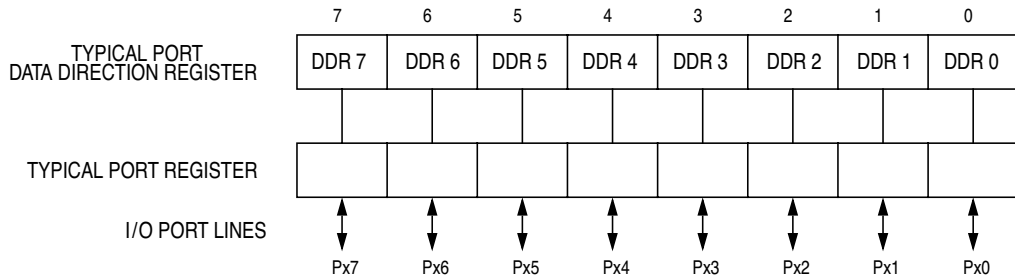 7 6 5 4 3 2 1 0
TYPICAL PORT
DATA DIRECTION REGISTER
DDR 7 DDR 6 DDR 5 DDR 4 DDR 3 DDR 2 DDR 1 DDR 0
TYPICAL PORT REGISTER
I/O PORT LINES
Px7 Px6 Px5 Px4 Px3 Px2 Px1 Px0